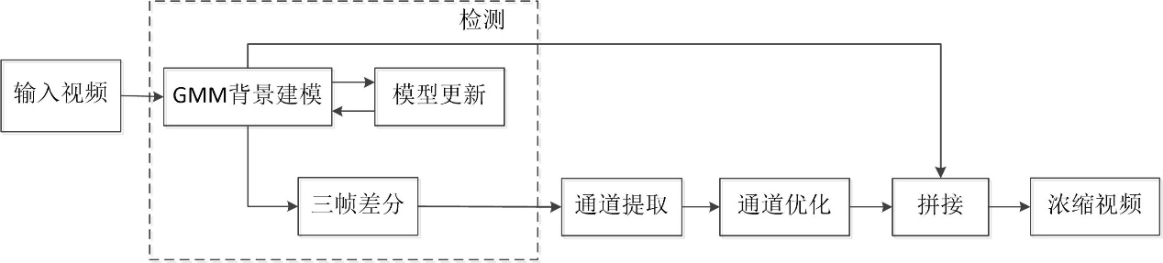 检测
输入视频
GMM背景建模
模型更新
三帧差分
通道提取
通道优化
拼接
浓缩视频